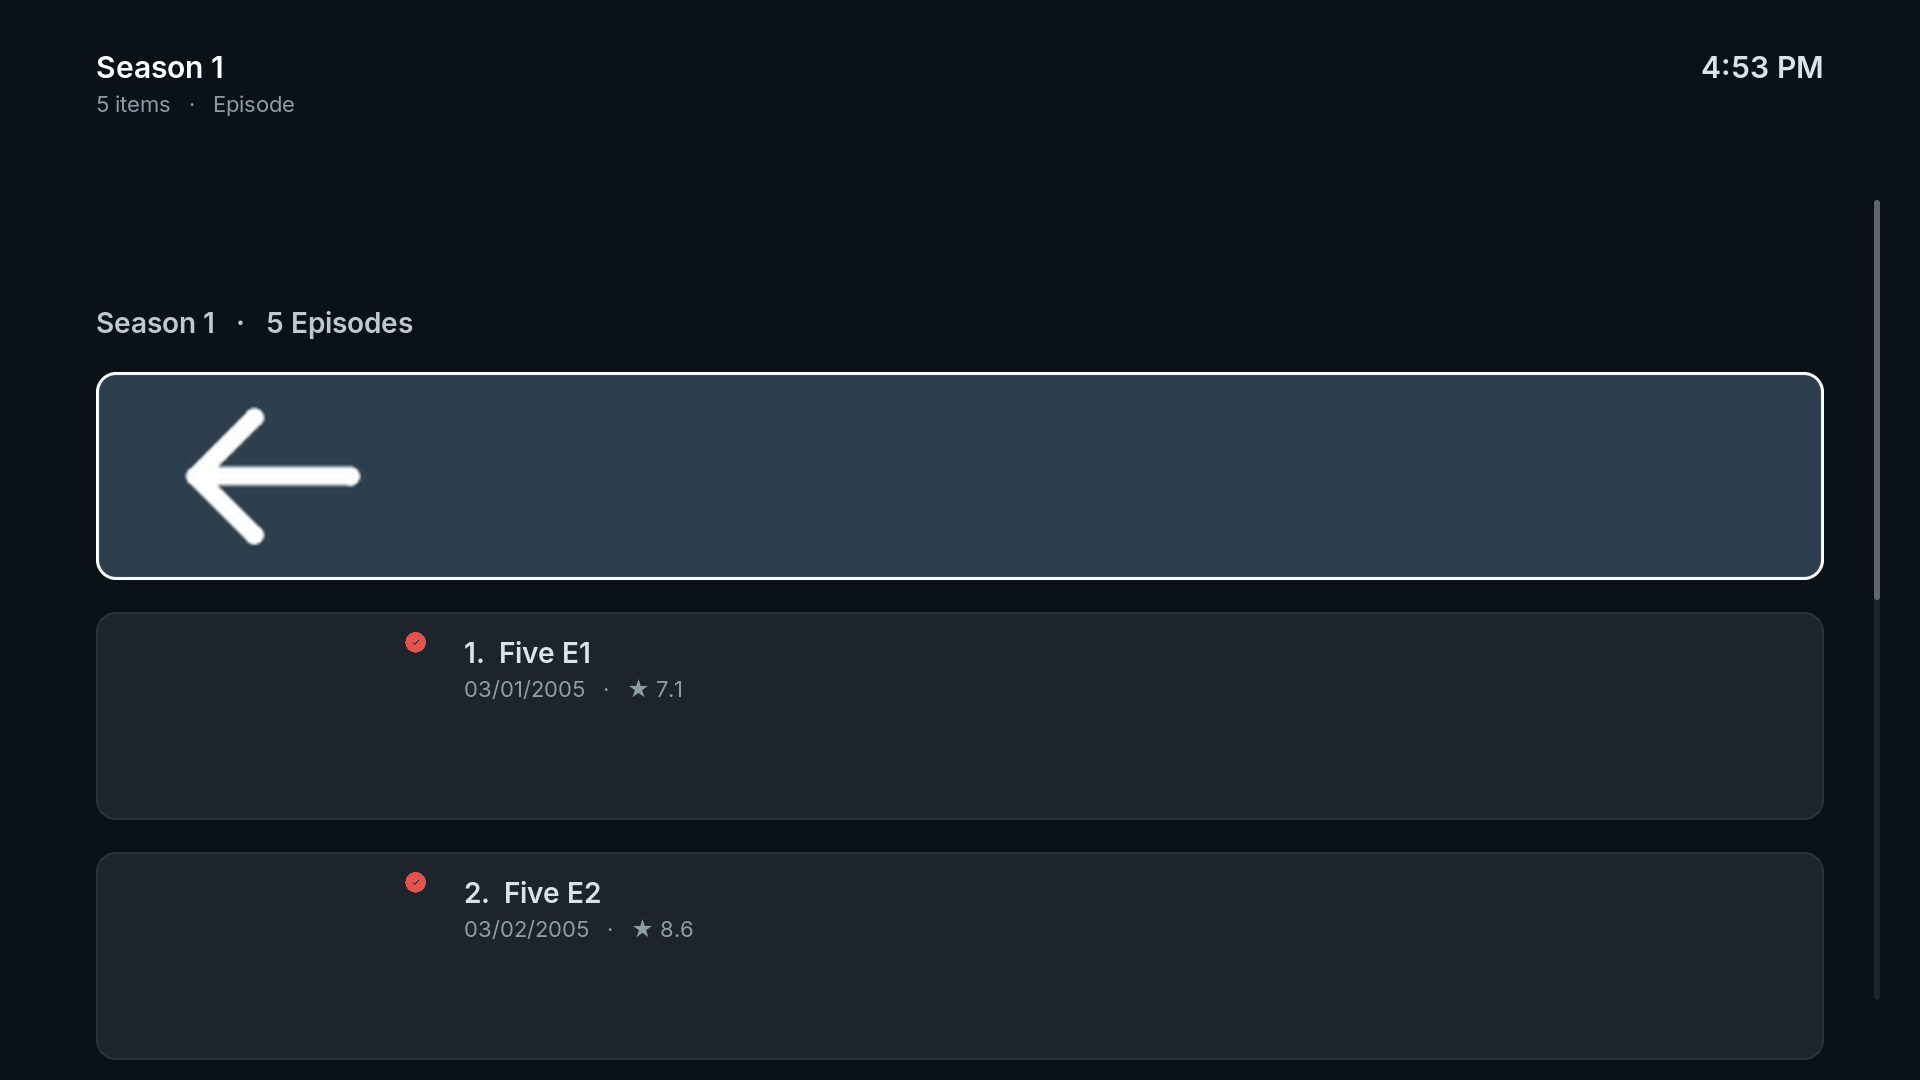 Season 1
4:53 PM
5 items · Episode
Season 1 · 5 Episodes
1. Five E1
03/01/2005 · ★ 7.1
2. Five E2
03/02/2005 · ★ 8.6